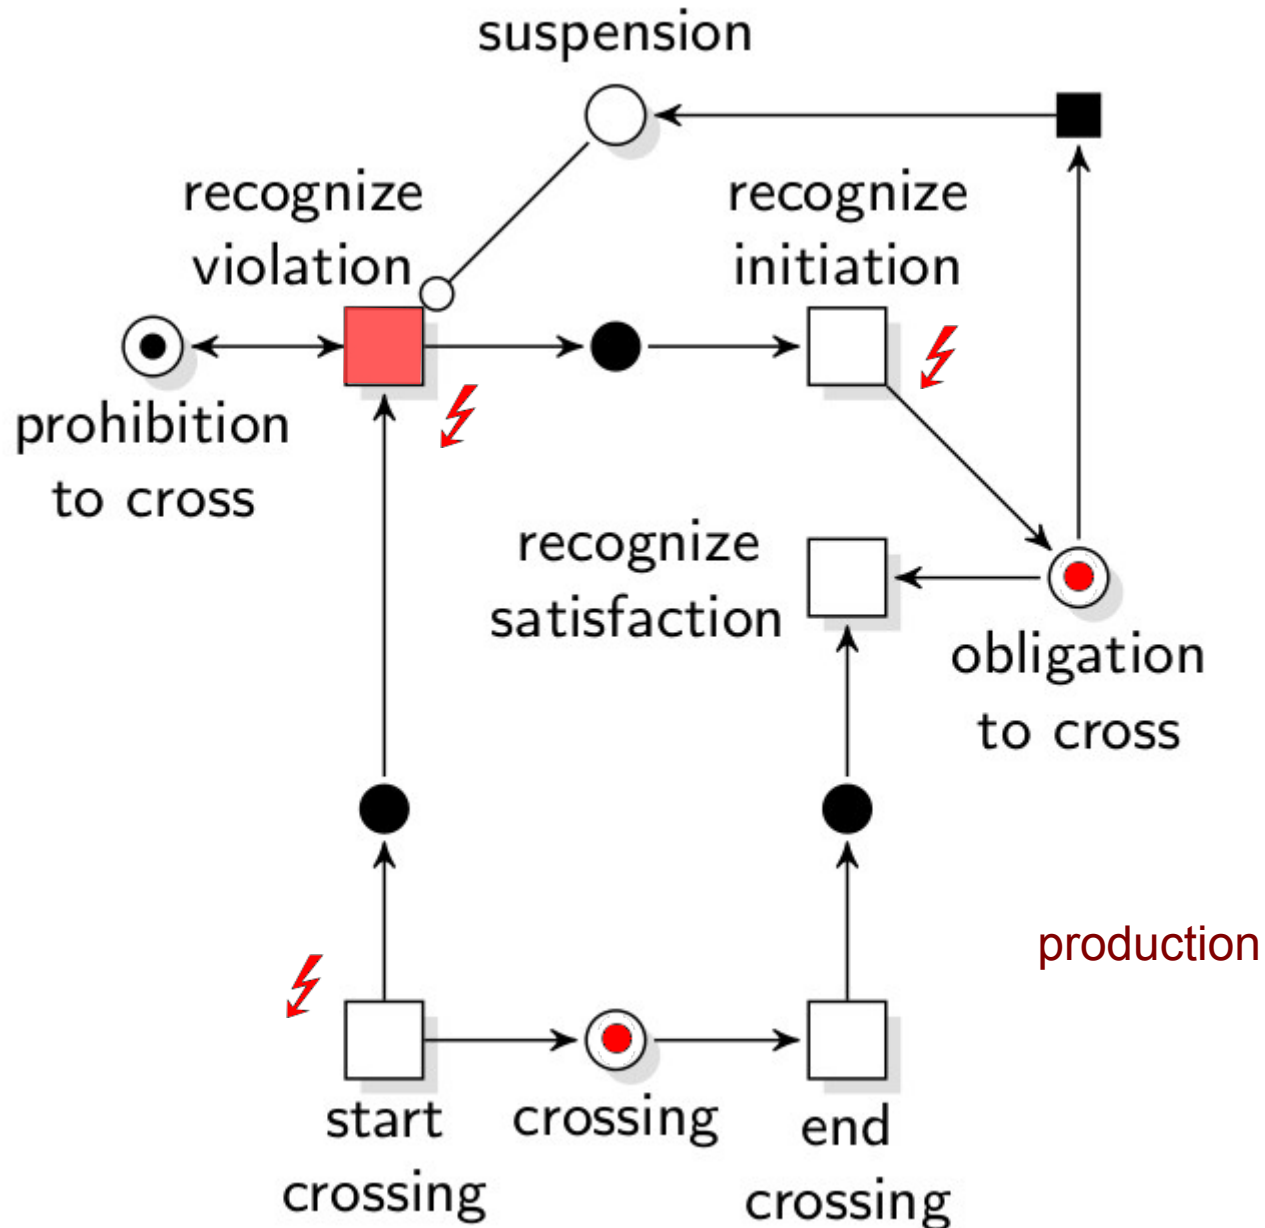 suspension
recognize
violation
recognize
initiation
prohibition
to cross
recognize
satisfaction
obligation
to cross
production
start
crossing
crossing
end
crossing